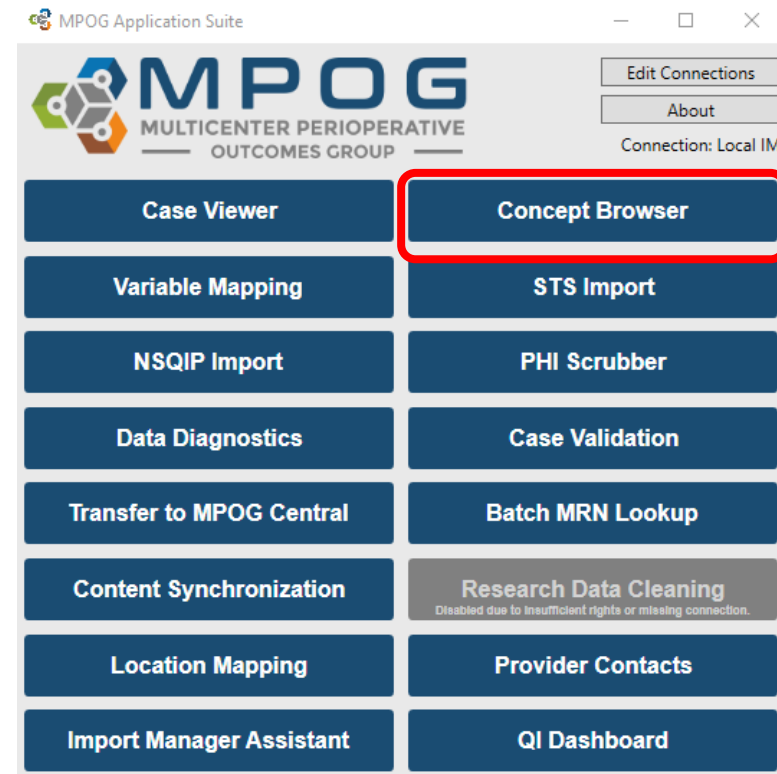 MPOG Application Suite
MPOG
MULTICENTER PERIOPERATIVE
OUTCOMES GROUP
Edit Connections
About
Connection: Local IM
Case Viewer
Concept Browser
Variable Mapping
STS Import
NSQIP Import
PHI Scrubber
Data Diagnostics
Case Validation
Transfer to MPOG Central
Batch MRN Lookup
Content Synchronization
Research Data Cleaning
Disabled due to insufficient rights or missing connection.
Location Mapping
Provider Contacts
Import Manager Assistant
QI Dashboard